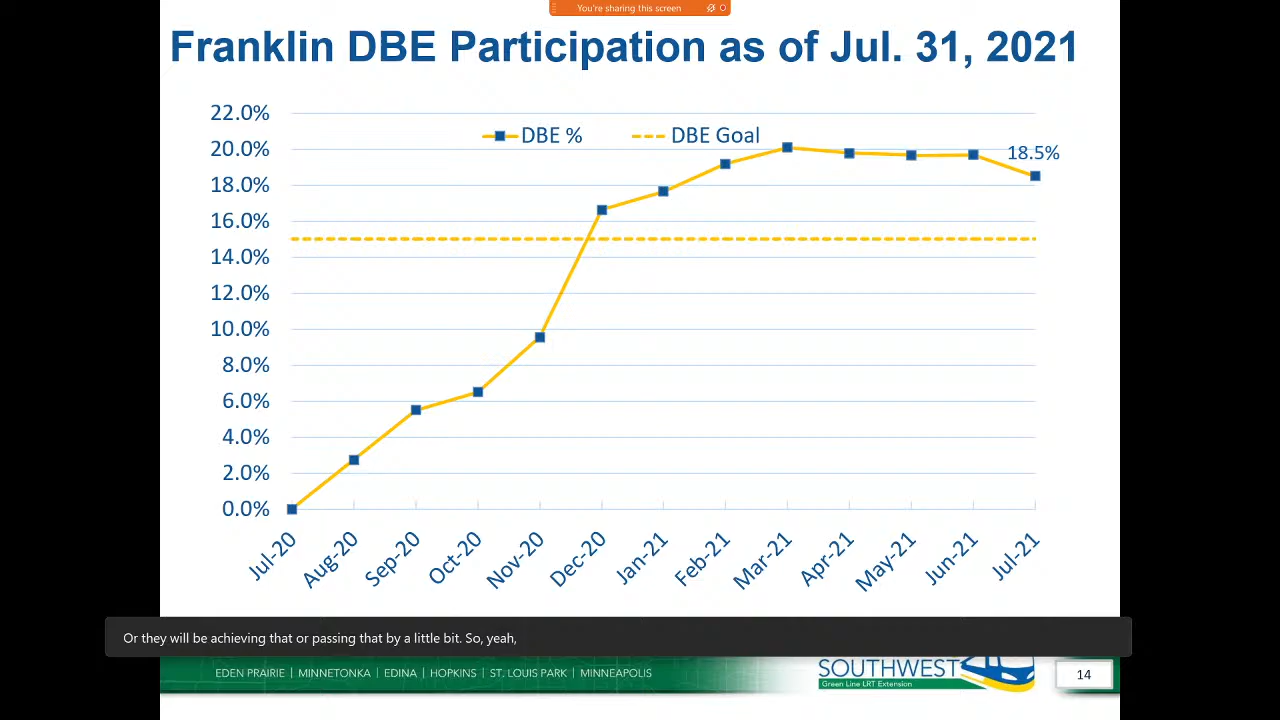 You're sharing this screen
Franklin DBE Participation as of Jul. 31, 2021
22.0%
DBE % DBE Goal
20.0%
18.5%
18.0%
16.0%
14.0%
12.0%
10.0%
8.0%
6.0%
4.0%
2.0%
0.0%
Jul-20 Aug-20 Sep-20 Oct-20 Nov-20 Dec-20 Jan-21 Feb-21 Mar-21 Apr-21 May-21 Jun-21 Jul-21
Or they will be achieving that or passing that by a little bit. So, yeah,
EDEN PRAIRIE | MINNETONKA | EDINA | HOPKINS | ST. LOUIS PARK | MINNEAPOLIS
SOUTHWEST
Green Line LRT Extension
14